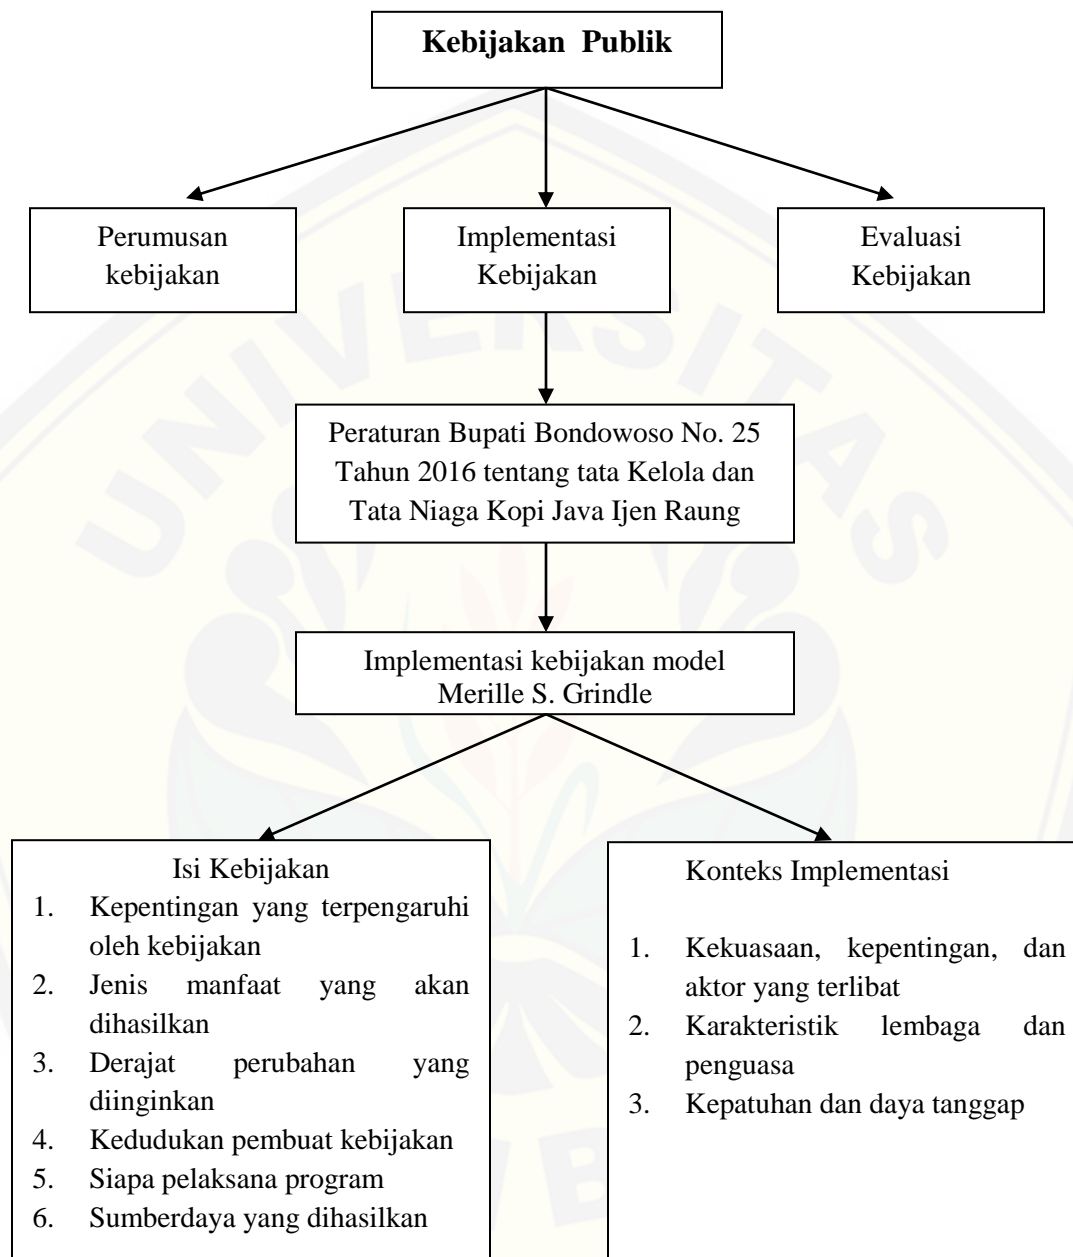 Kebijakan Publik
Perumusan
kebijakan
Implementasi
Kebijakan
Evaluasi
Kebijakan
Peraturan Bupati Bondowoso No. 25
Tahun 2016 tentang tata Kelola dan
Tata Niaga Kopi Java Ijen Raung
Implementasi kebijakan model
Merille S. Grindle
Isi Kebijakan
1. Kepentingan yang terpengaruhi
oleh kebijakan
2. Jenis manfaat yang akan
dihasilkan
3. Derajat perubahan yang
diinginkan
4. Kedudukan pembuat kebijakan
5. Siapa pelaksana program
6. Sumberdaya yang dihasilkan
Konteks Implementasi
1. Kekuasaan, kepentingan, dan
aktor yang terlibat
2. Karakteristik lembaga dan
penguasa
3. Kepatuhan dan daya tanggap
UNIVERSITAS